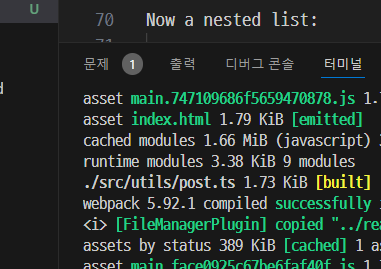 U
70 Now a nested list:
71
문제 1 출력 디버그 콘솔 터미널
asset main.747109686f5659470878.js 1.
asset index.html 1.79 KiB [emitted]
cached modules 1.66 MiB (javascript)
runtime modules 3.38 KiB 9 modules
./src/utils/post.ts 1.73 KiB [built]
webpack 5.92.1 compiled successfully
<i> [FileManagerPlugin] copied "../rea
assets by status 389 KiB [cached] 1 a
asset main.face0925c67be6faf40f.js 1.